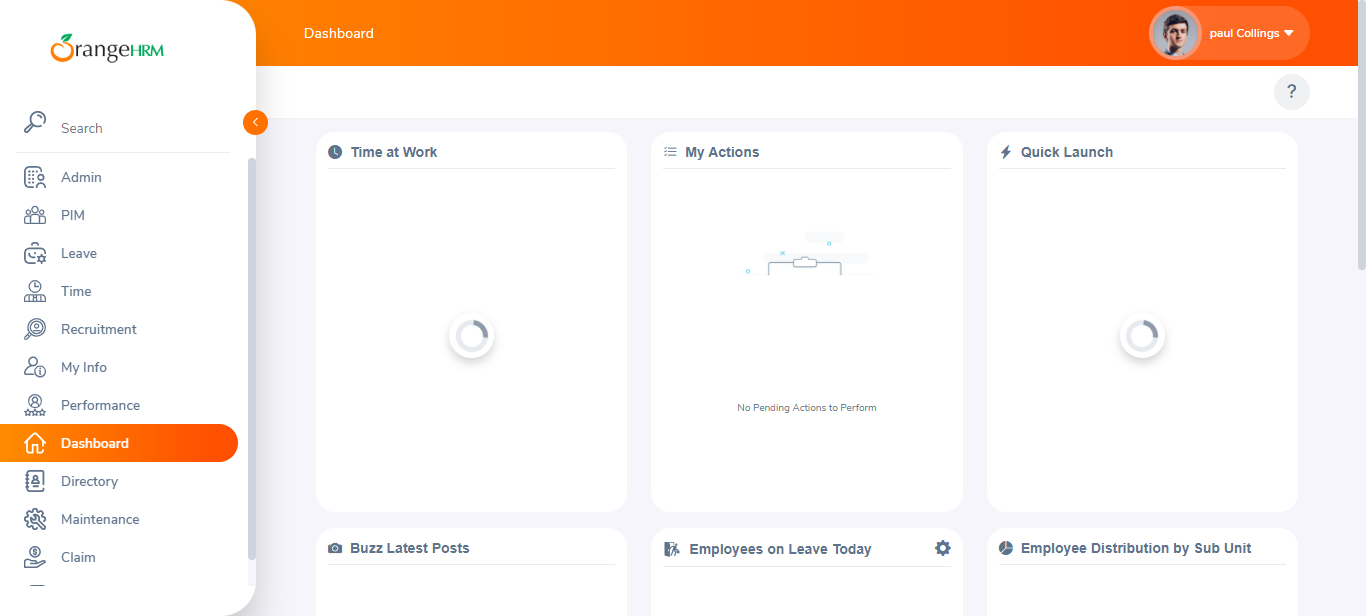 OrangeHRM
Search
Admin
PIM
Leave
Time
Recruitment
My Info
Performance
Dashboard
Directory
Maintenance
Claim
Dashboard
paul Collings
?
Time at Work
My Actions
No Pending Actions to Perform
Quick Launch
Buzz Latest Posts
Employees on Leave Today
Employee Distribution by Sub Unit